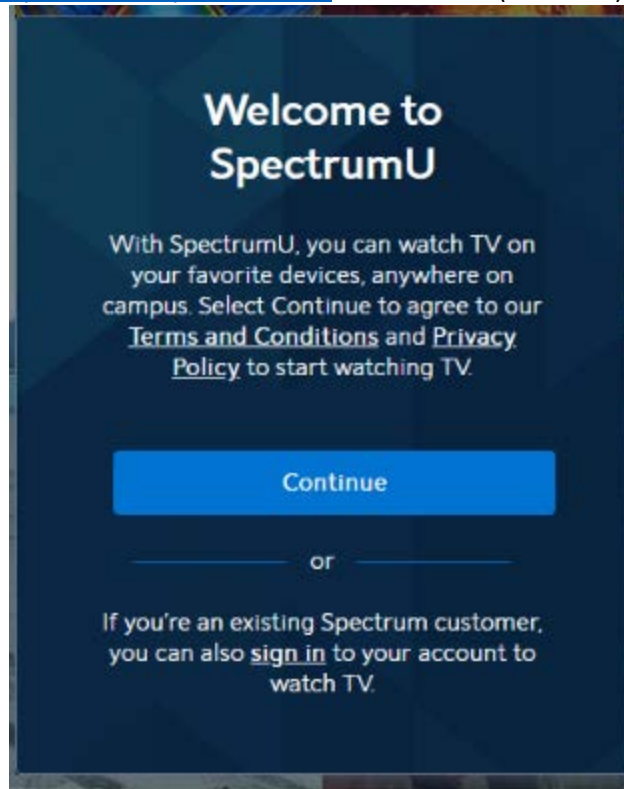 Welcome to
SpectrumU
With SpectrumU, you can watch TV on
your favorite devices, anywhere on
campus. Select Continue to agree to our
Terms and Conditions and Privacy
Policy to start watching TV.
Continue
or
If you're an existing Spectrum customer,
you can also sign in to your account to
watch TV.